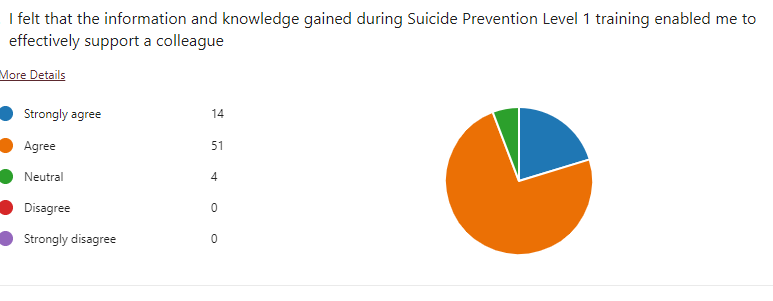 I felt that the information and knowledge gained during Suicide Prevention Level 1 training enabled me to
effectively support a colleague
More Details
Strongly agree 14
Agree 51
Neutral 4
Disagree 0
Strongly disagree 0